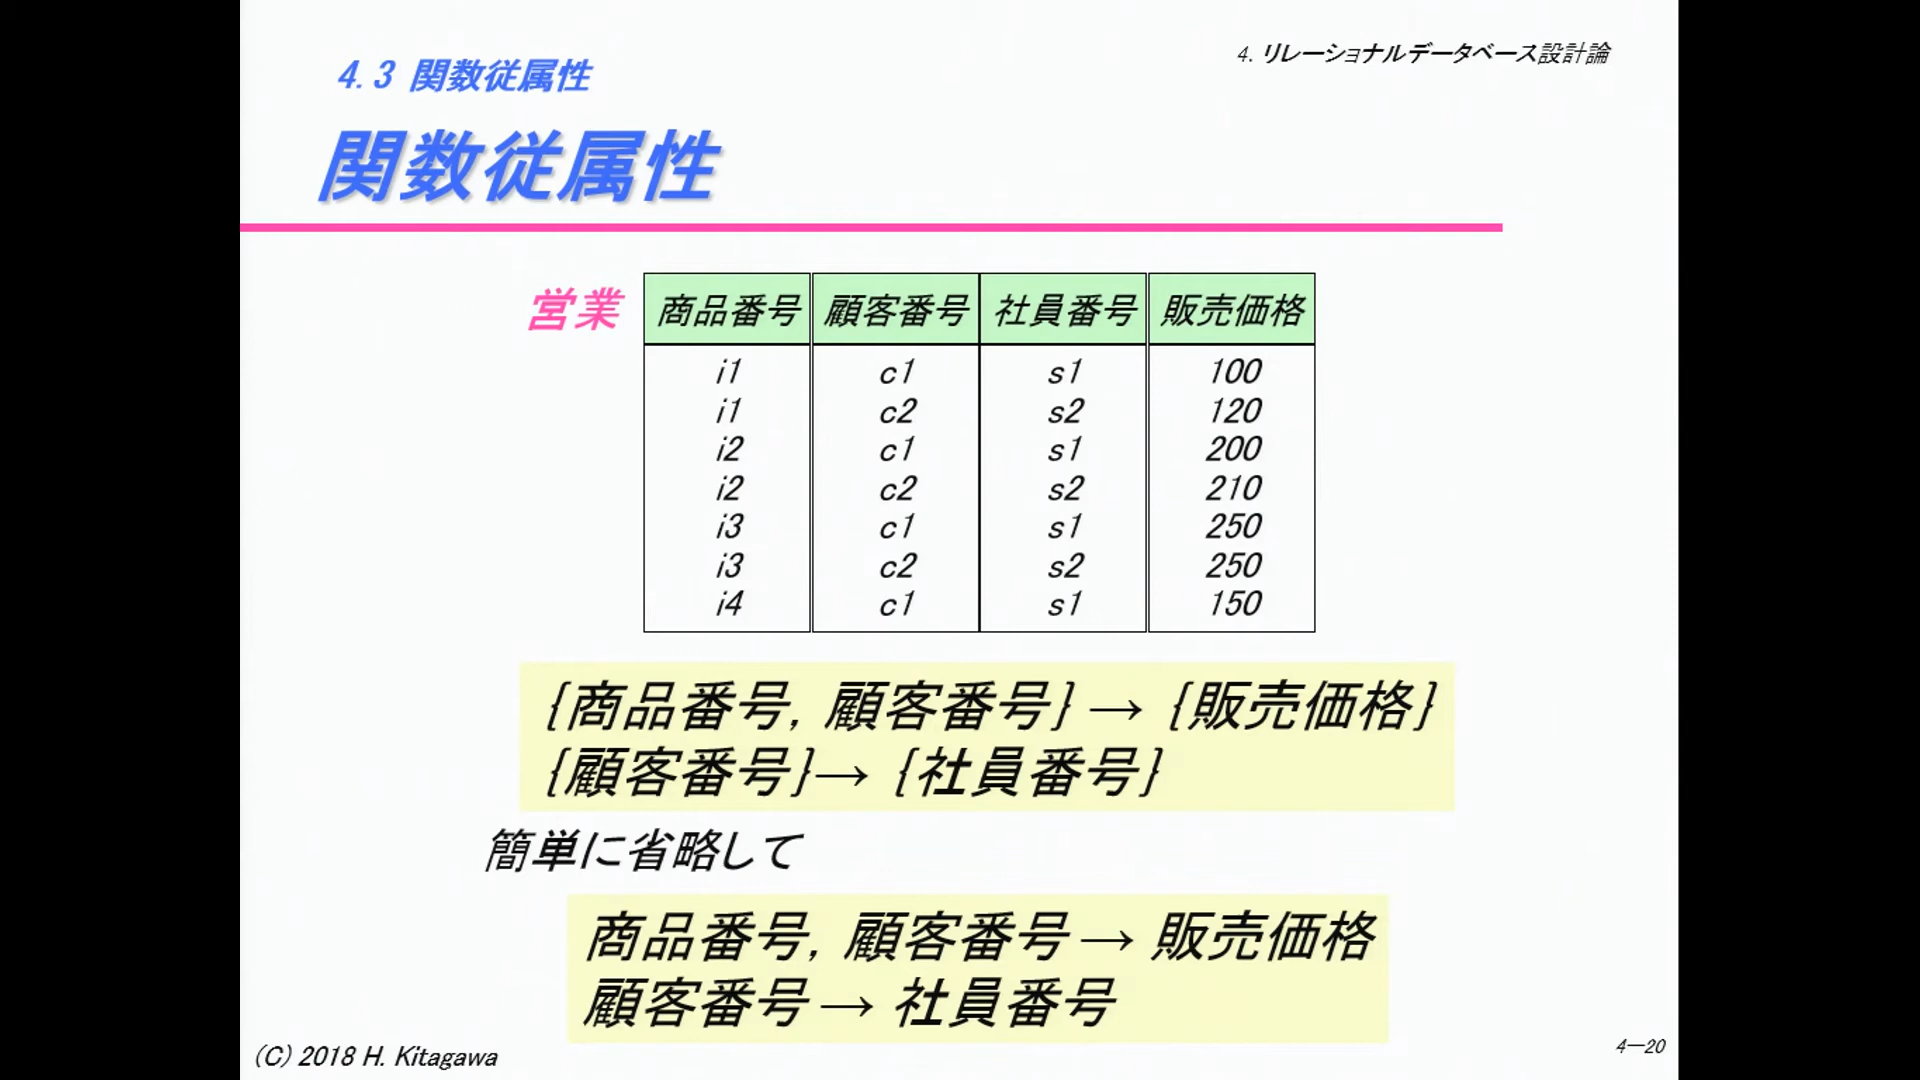 4.3 関数従属性
4. リレーショナルデータベース設計論
関数従属性
営業
商品番号 顧客番号 社員番号 販売価格
i1 c1 s1 100
i1 c2 s2 120
i2 c1 s1 200
i2 c2 s2 210
i3 c1 s1 250
i3 c2 s2 250
i4 c1 s1 150
{商品番号, 顧客番号} → {販売価格}
{顧客番号}→ {社員番号}
簡単に省略して
商品番号, 顧客番号 → 販売価格
顧客番号 → 社員番号
(C) 2018 H. Kitagawa
4—20